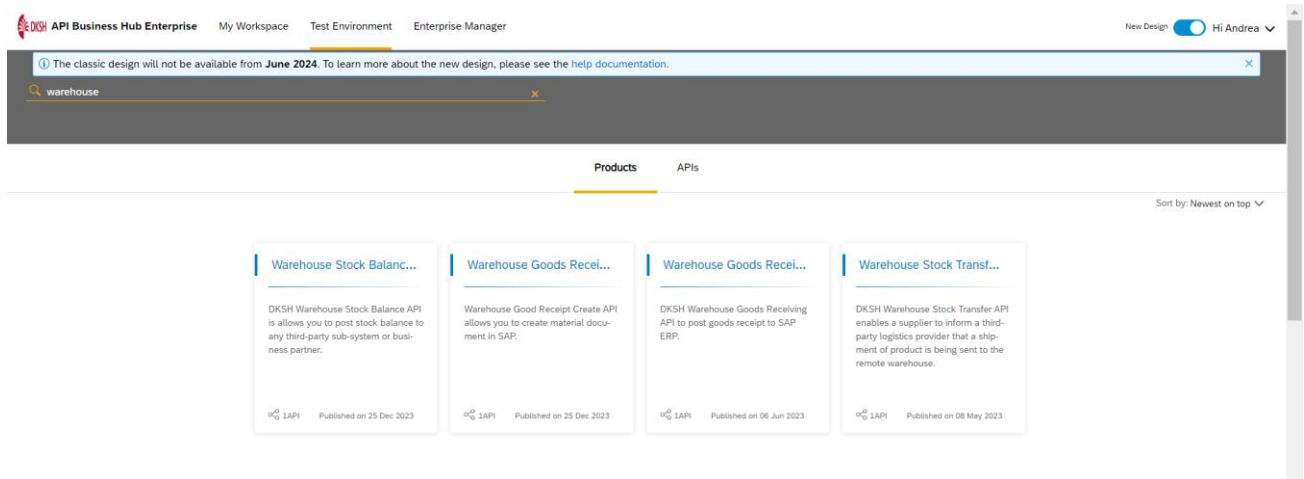 DKSH API Business Hub Enterprise My Workspace Test Environment Enterprise Manager New Design Hi Andrea
The classic design will not be available from June 2024. To learn more about the new design, please see the help documentation.
warehouse
Products APIs
Sort by: Newest on top
Warehouse Stock Balanc...
DKSH Warehouse Stock Balance API
is allows you to post stock balance to
any third-party sub-system or busi-
ness partner.
1API Published on 25 Dec 2023
Warehouse Goods Recei...
Warehouse Good Receipt Create API
allows you to create material docu-
ment in SAP.
1API Published on 25 Dec 2023
Warehouse Goods Recei...
DKSH Warehouse Goods Receiving
API to post goods receipt to SAP
ERP.
1API Published on 06 Jun 2023
Warehouse Stock Transf...
DKSH Warehouse Stock Transfer API
enables a supplier to inform a third-
party logistics provider that a ship-
ment of product is being sent to the
remote warehouse.
1API Published on 08 May 2023